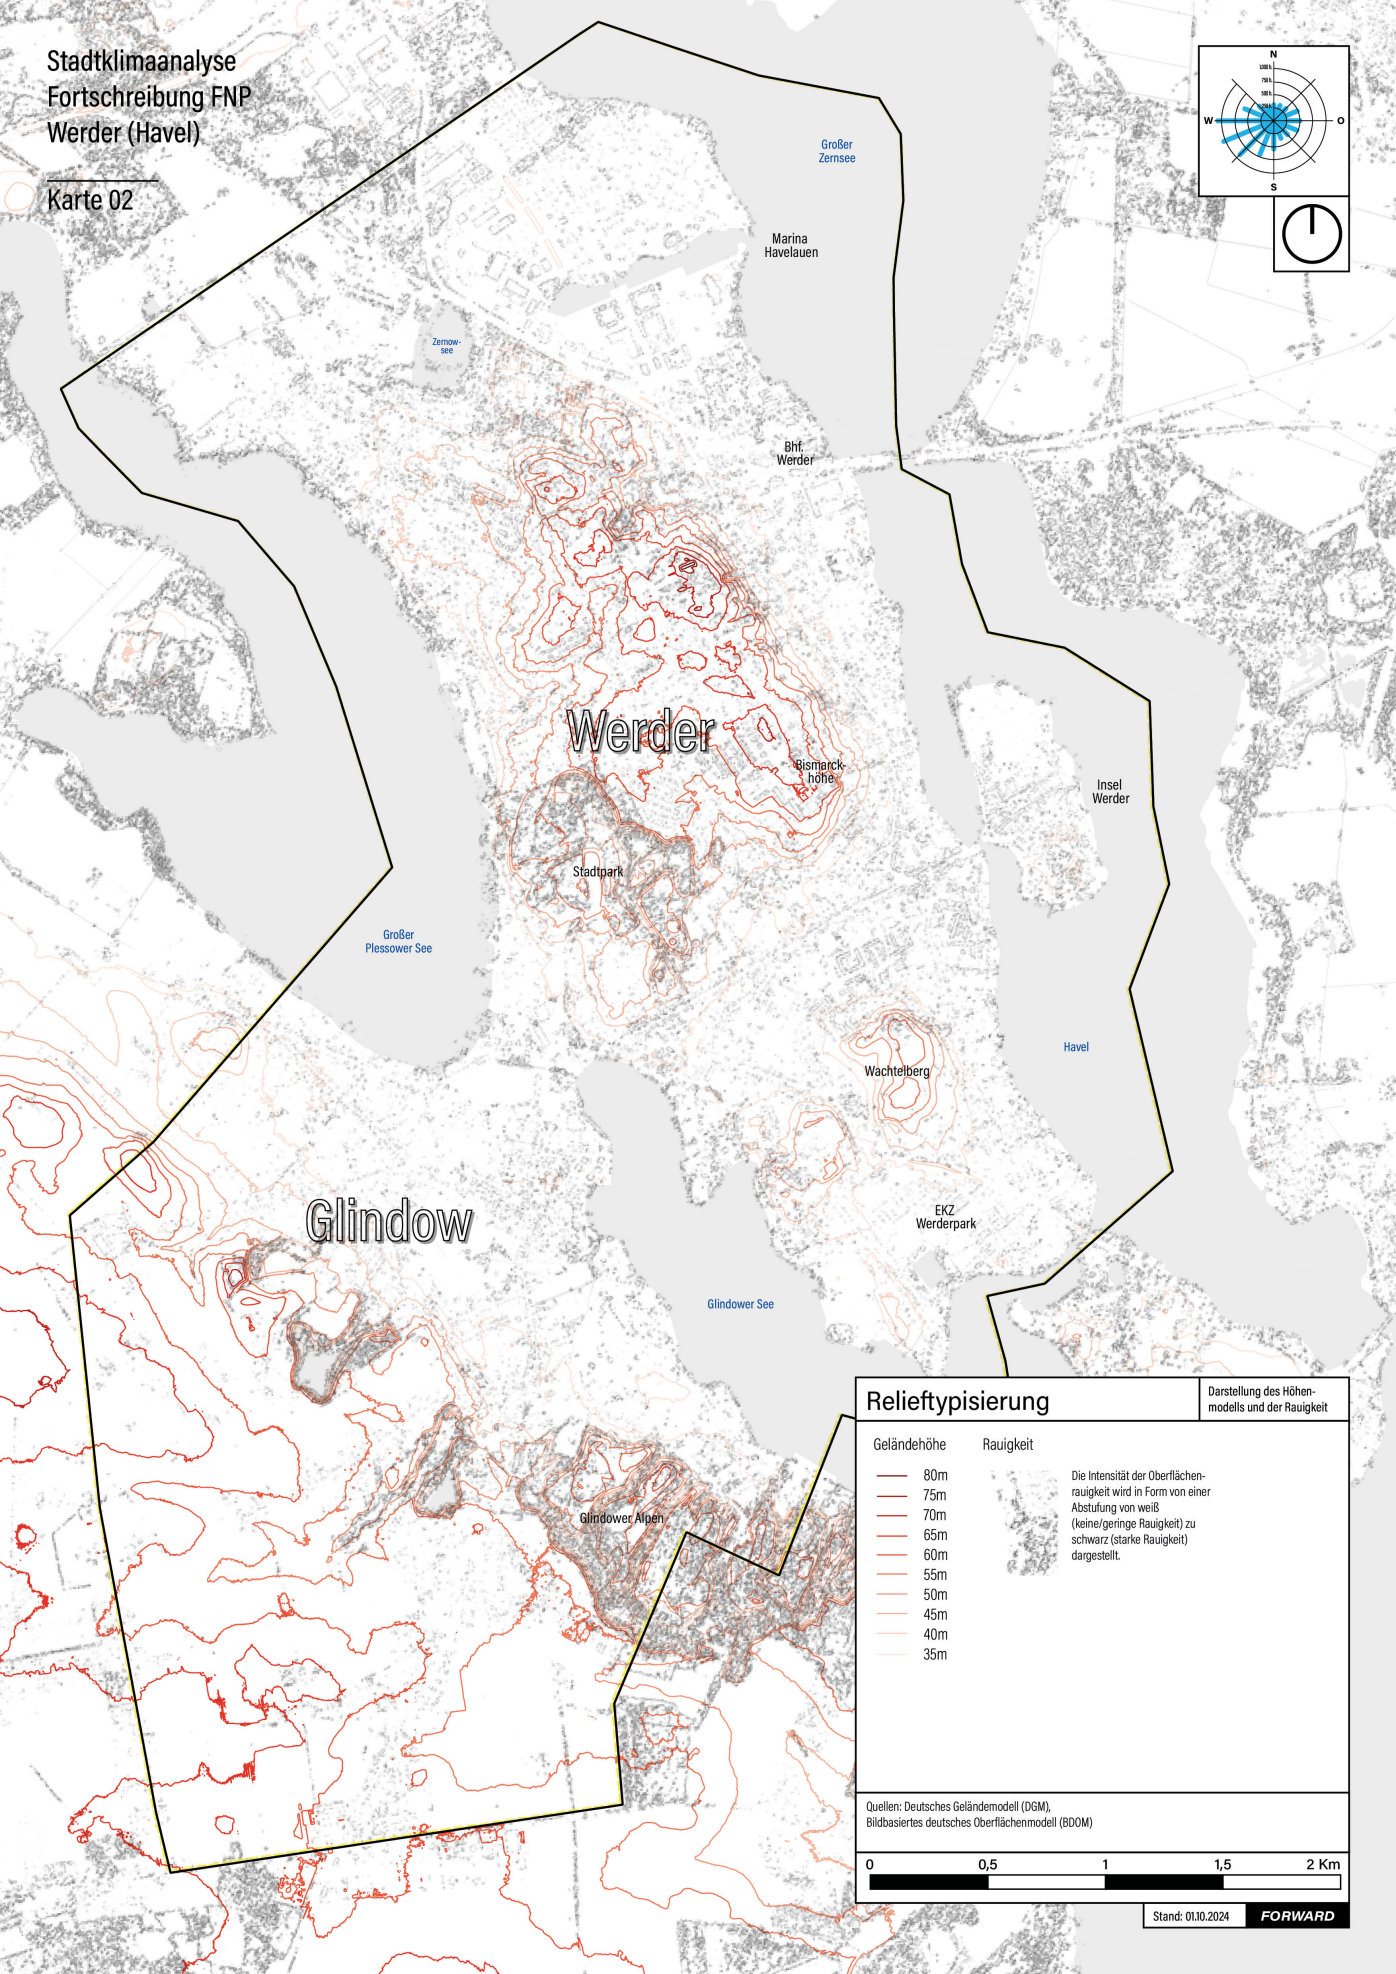 Stadtklimaanalyse
Fortschreibung FNP
Werder (Havel)
Karte 02
N
1.000 h.
750 h.
500 h.
250 h.
W
O
S
Großer
Zernsee
Marina
Havelauen
Zernow-
see
Bhf.
Werder
Werder
Bismarck-
höhe
Insel
Werder
Stadtpark
Großer
Plessower See
Havel
Wachtelberg
Glindow
EKZ
Werderpark
Glindower See
Glindower Alpen
Relieftypisierung
Darstellung des Höhen-
modells und der Rauigkeit
Geländehöhe
Rauigkeit
80m
75m
70m
65m
60m
55m
50m
45m
40m
35m
Die Intensität der Oberflächen-
rauigkeit wird in Form von einer
Abstufung von weiß
(keine/geringe Rauigkeit) zu
schwarz (starke Rauigkeit)
dargestellt.
Quellen: Deutsches Geländemodell (DGM),
Bildbasiertes deutsches Oberflächenmodell (BDOM)
0 0,5 1 1,5 2 Km
Stand: 01.10.2024
FORWARD